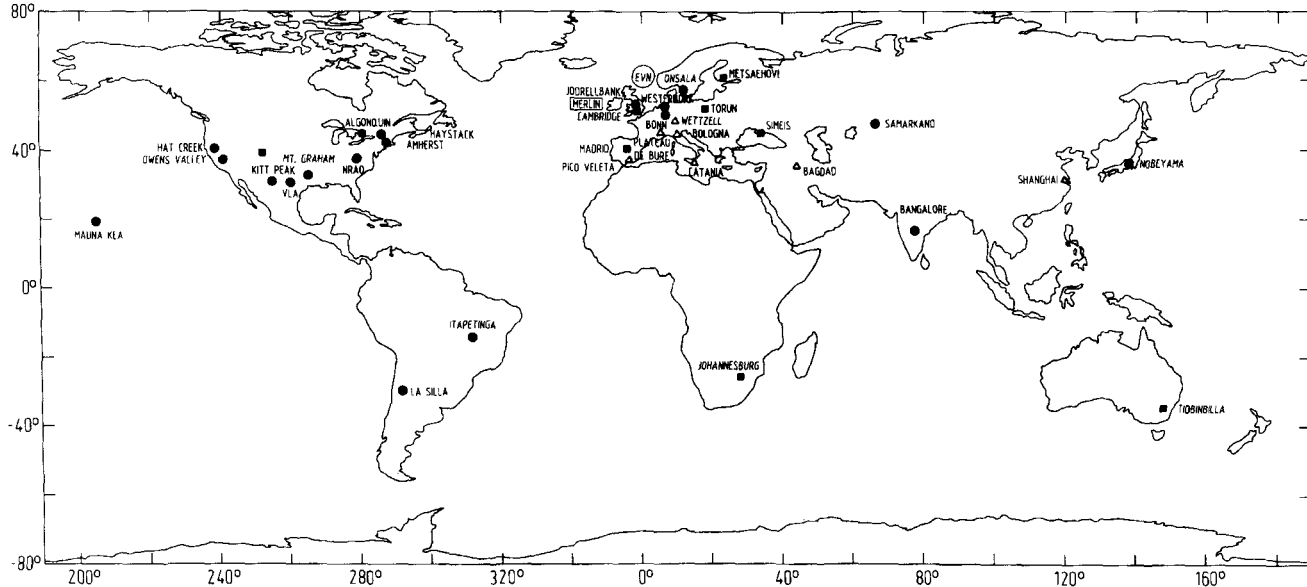 80°
EVN
ONSALA
METSAEHOVI
JODRELLBANK
WESTERBORK
MERLIN
TORUN
CAMBRIDGE
WETTZELL
SAMARKAND
ALGONQUIN
BONN
BOLOGNA
SIMEIS
HAYSTACK
AMHERST
HAT CREEK
OWENS VALLEY
MADRID
PLATEAU
DE BURE
40°
MT. GRAHAM
KITT PEAK
NRAO
VLA
PICO VELETA
CATANIA
BAGDAD
SHANGHAI
NOBEYAMA
MAUNA KEA
BANGALORE
0°
ITAPETINGA
LA SILLA
JOHANNESBURG
TIDBINBILLA
-40°
-80°
200° 240° 280° 320° 0° 40° 80° 120° 160°